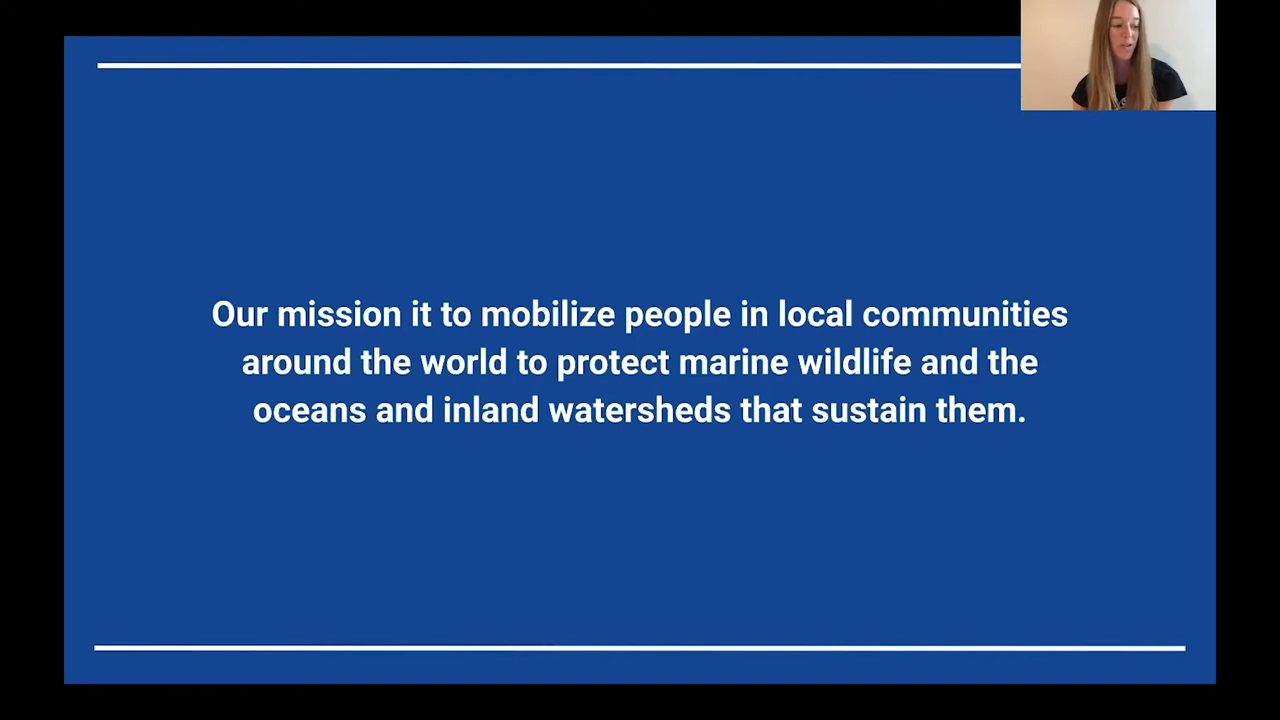 Our mission it to mobilize people in local communities
around the world to protect marine wildlife and the
oceans and inland watersheds that sustain them.